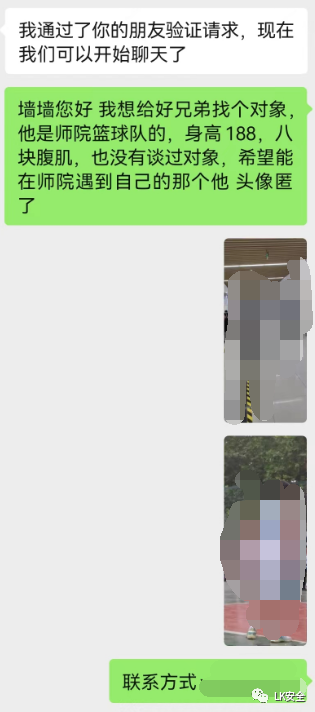 我通过了你的朋友验证请求，现在
我们可以开始聊天了
墙墙您好 我想给好兄弟找个对象，
他是师院篮球队的，身高188，八
块腹肌，也没有谈过对象，希望能
在师院遇到自己的那个他 头像匿
了
联系方式
LK安全